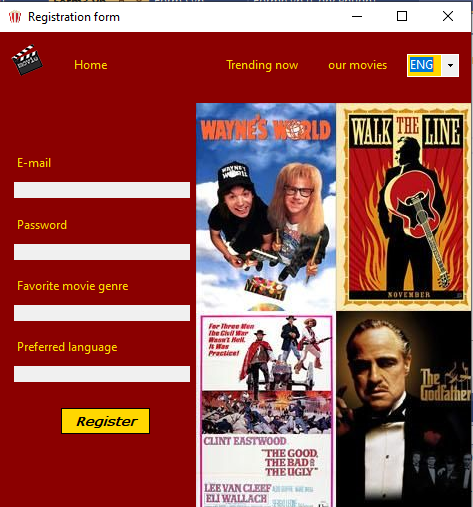 Registration form
movie
Home
Trending now
our movies
ENG
E-mail
Password
Favorite movie genre
Preferred language
Register
WAYNE'S WORLD
WALK THE LINE
NOVEMBER
For Three Men
The Civil War
Wasn't Hell.
It Was
Practice!
CLINT EASTWOOD
"THE GOOD,
THE BAD &
THE UGLY"
LEE VAN CLEEF
ELI WALLACH
The
Godfather